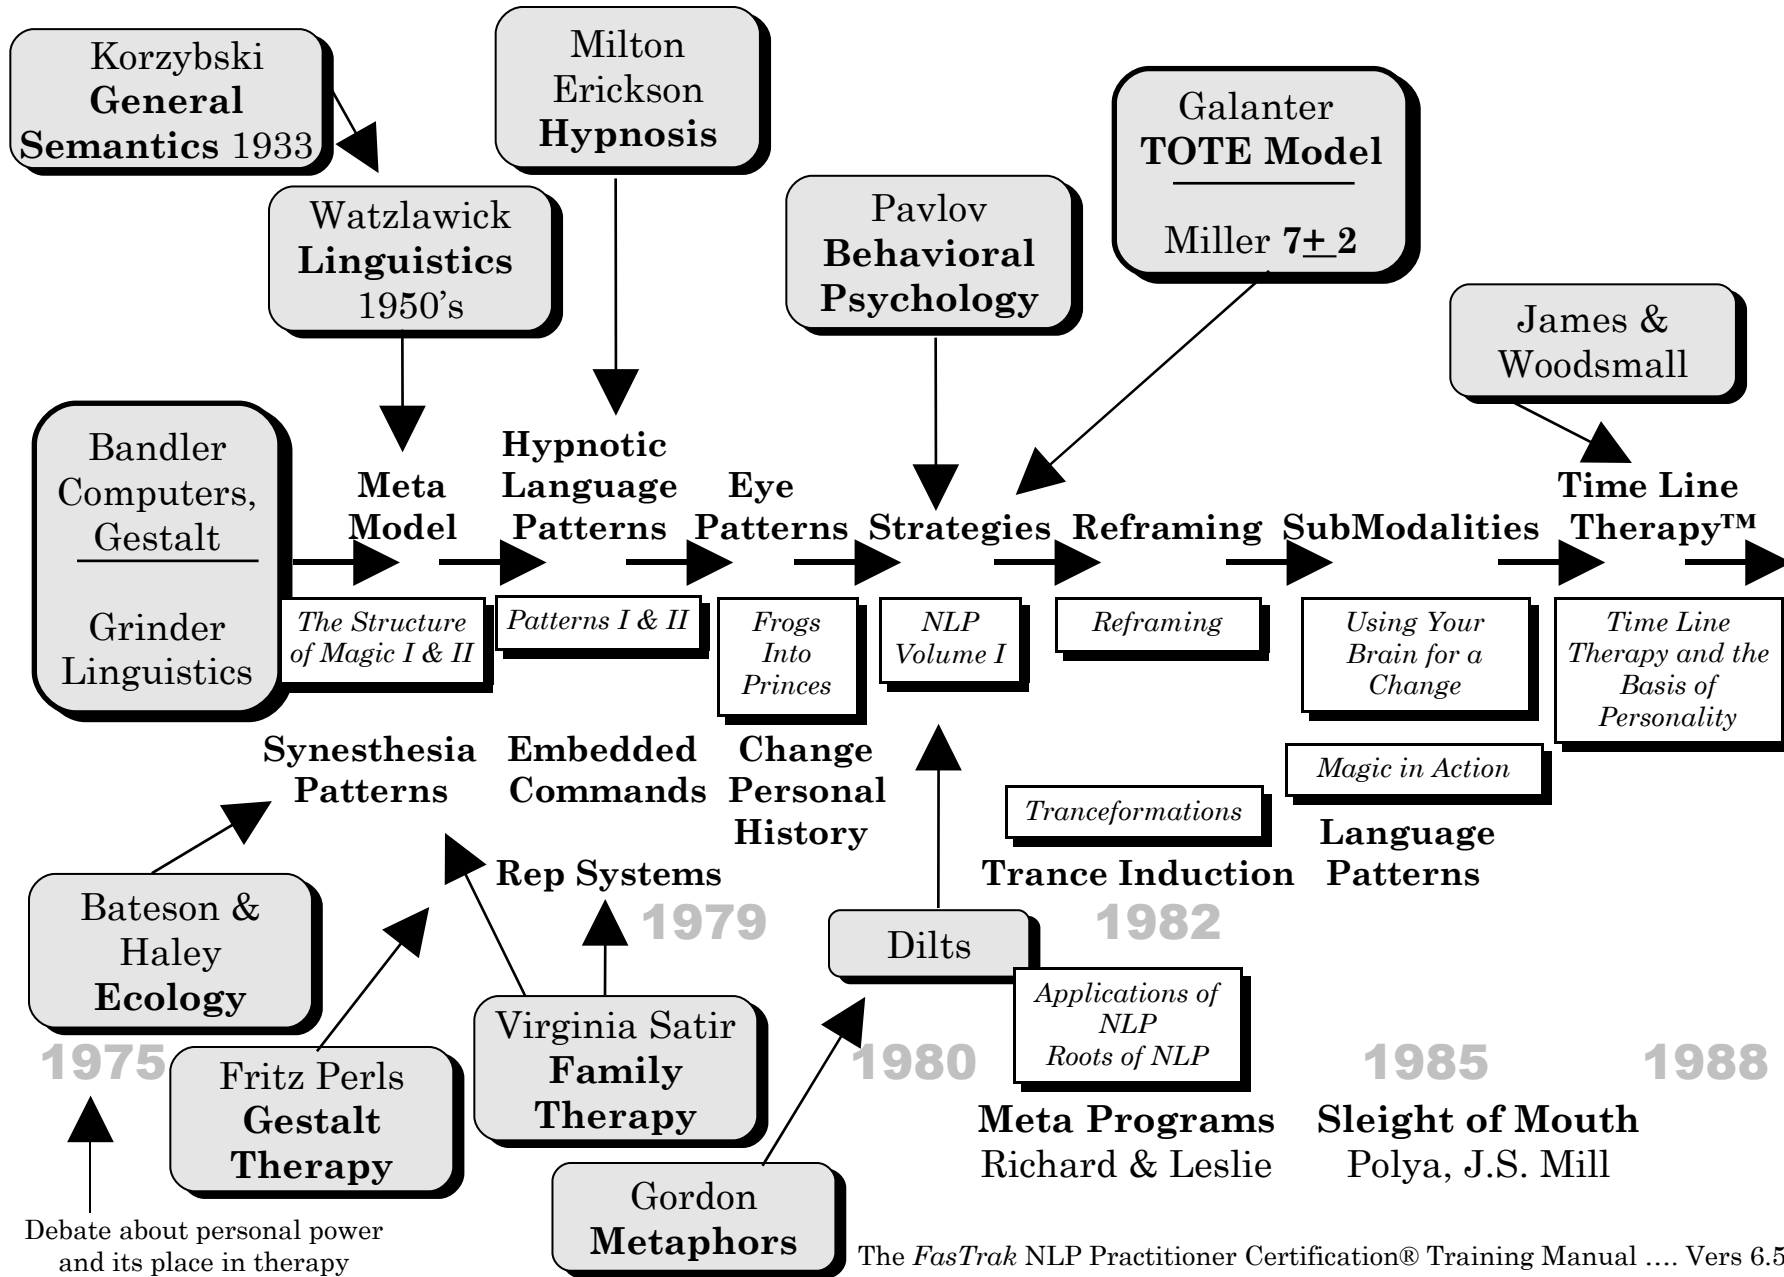 Korzybski
General
Semantics 1933
Milton
Erickson
Hypnosis
Galanter
TOTE Model
Miller 7± 2
Watzlawick
Linguistics
1950's
Pavlov
Behavioral
Psychology
James &
Woodsmall
Bandler
Computers,
Gestalt
Grinder
Linguistics
Meta
Model
Hypnotic
Language
Patterns
Eye
Patterns
Strategies
Reframing
SubModalities
Time Line
Therapy™
The Structure
of Magic I & II
Patterns I & II
Frogs
Into
Princes
NLP
Volume I
Reframing
Using Your
Brain for a
Change
Time Line
Therapy and the
Basis of
Personality
Magic in Action
Synesthesia
Patterns
Embedded
Commands
Change
Personal
History
Tranceformations
Language
Patterns
Rep Systems
Trance Induction
1979
1982
Bateson &
Haley
Ecology
Dilts
Applications of
NLP
Roots of NLP
Virginia Satir
Family
Therapy
1975
1980
1985
1988
Fritz Perls
Gestalt
Therapy
Meta Programs
Richard & Leslie
Sleight of Mouth
Polya, J.S. Mill
Gordon
Metaphors
Debate about personal power
and its place in therapy
The FasTrak NLP Practitioner Certification® Training Manual .... Vers 6.5